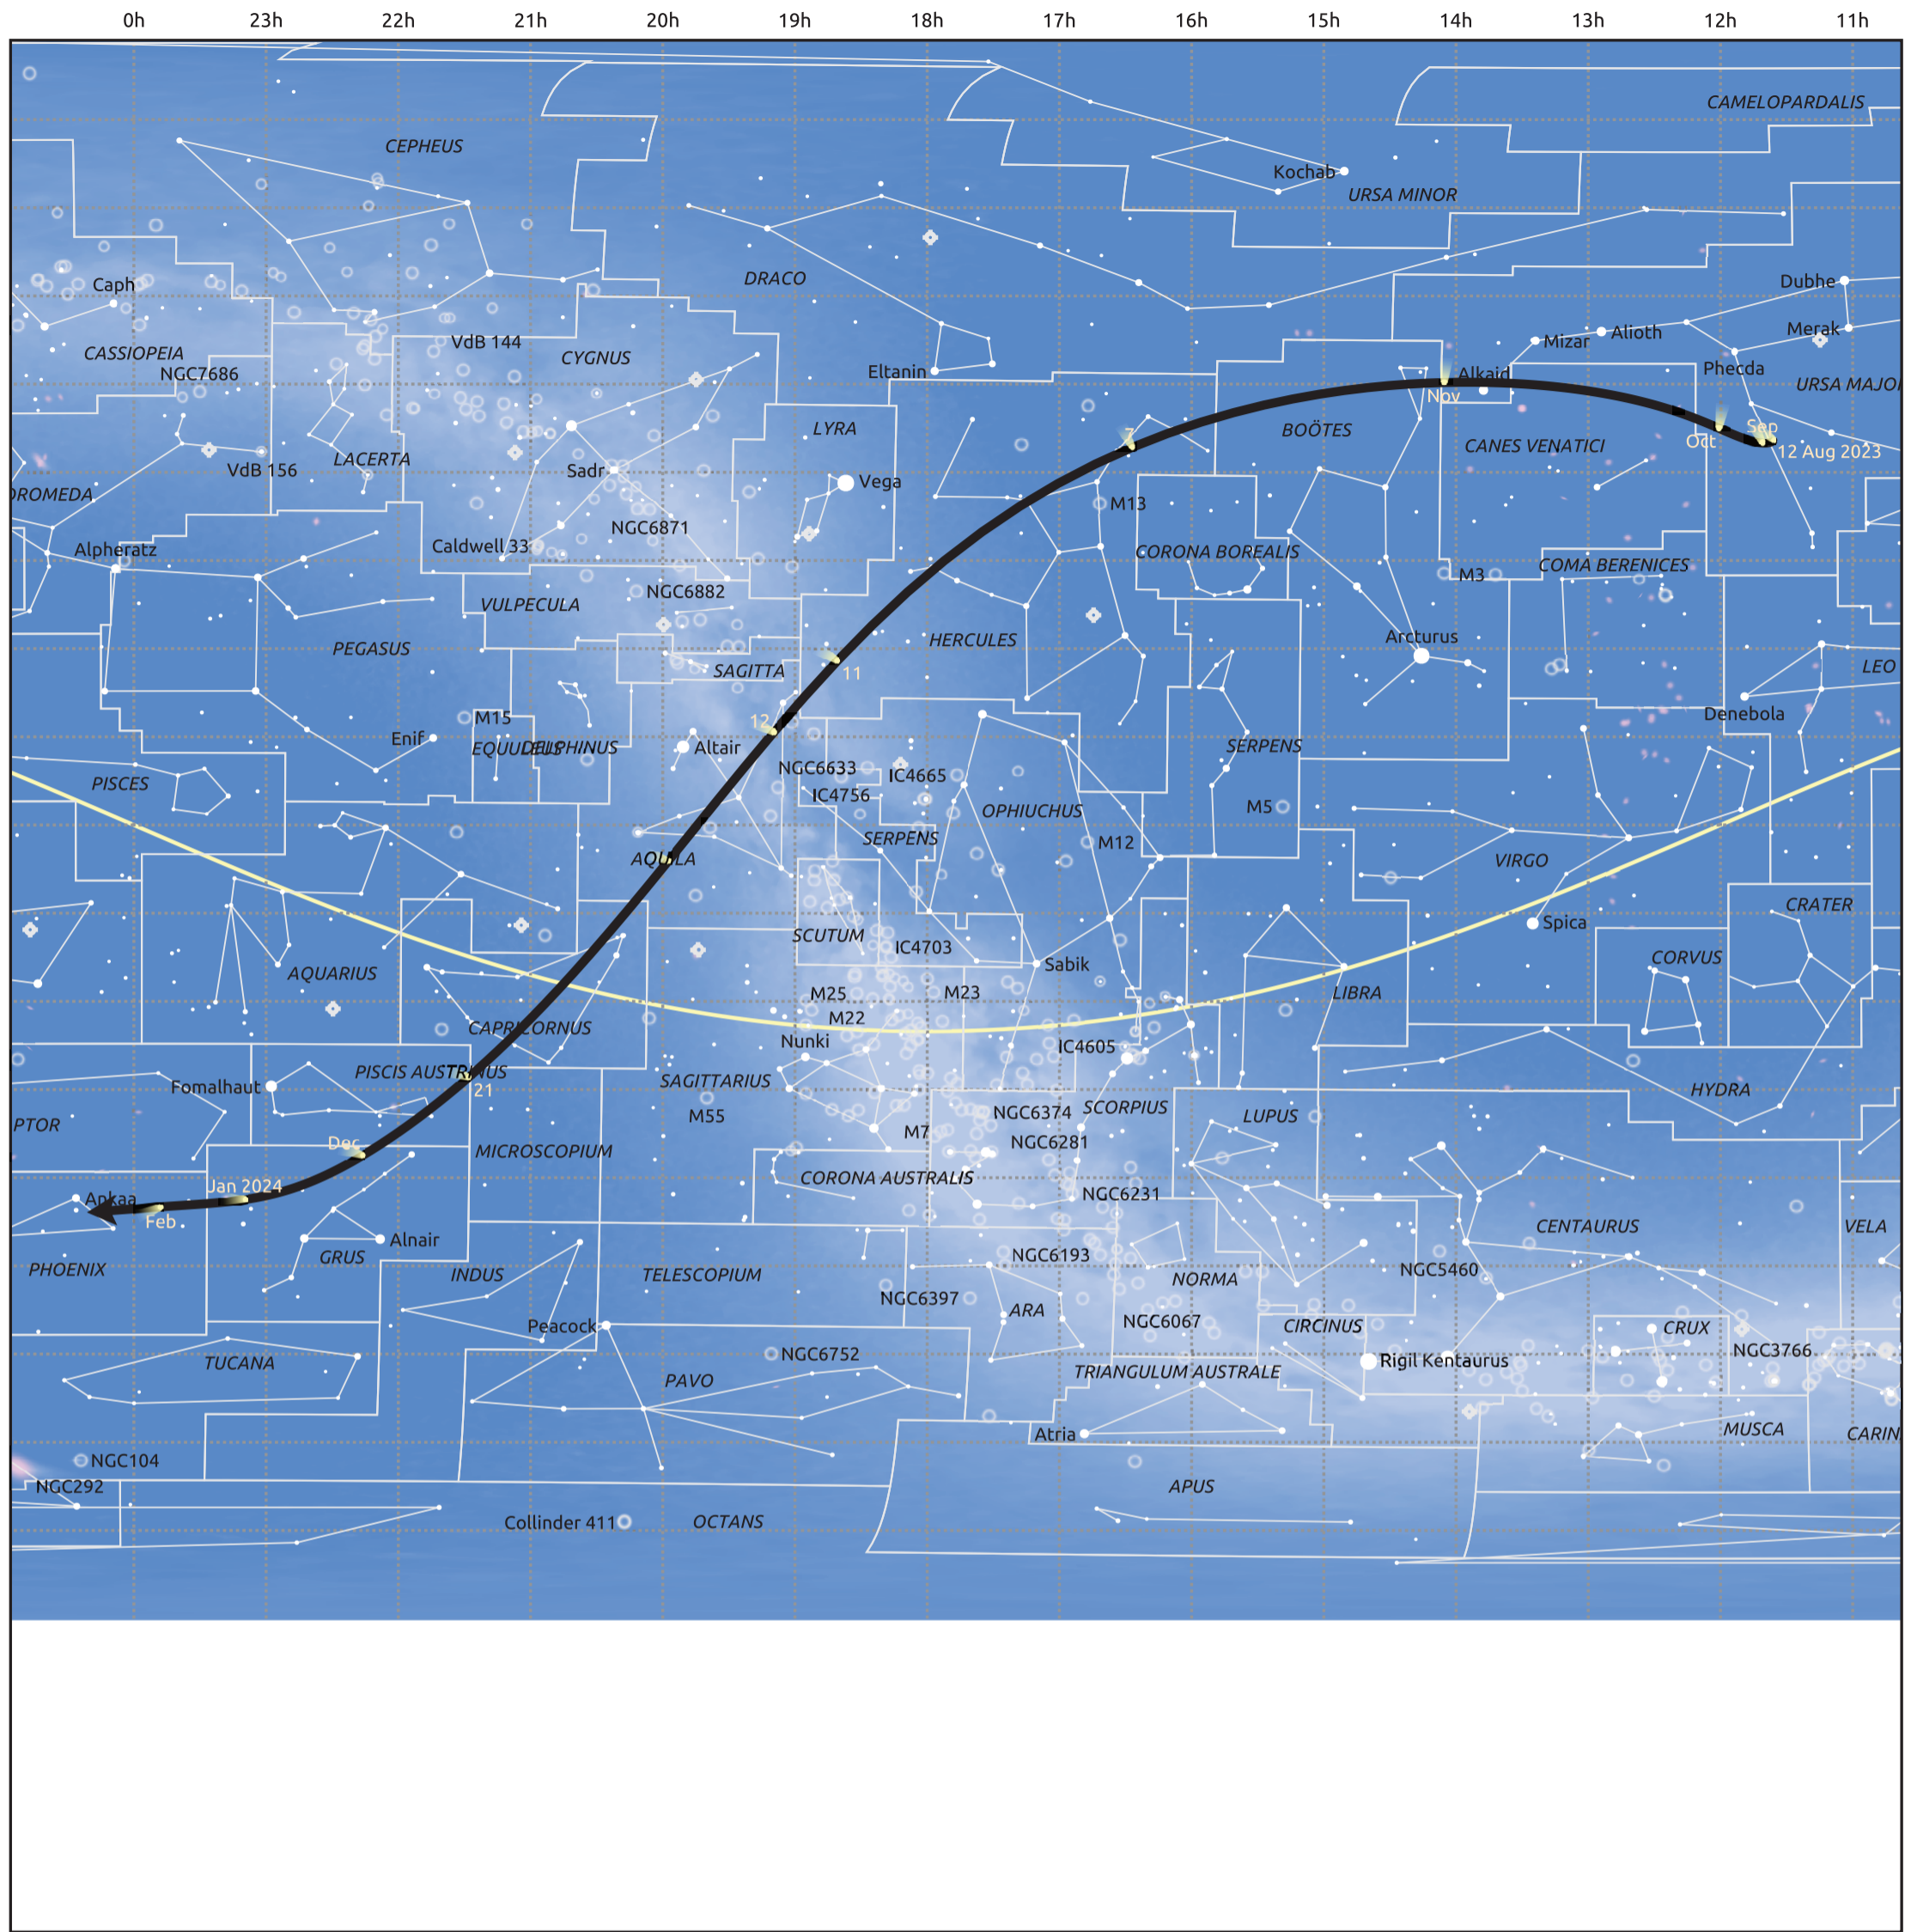 0h 23h 22h 21h 20h 19h 18h 17h 16h 15h 14h 13h 12h 11h
CAMELOPARDALIS
CEPHEUS
Kochab
URSA MINOR
DRACO
Caph
Dubhe
VdB 144
Mizar
Alioth
Merak
CASSIOPEIA
CYGNUS
NGC7686
Eltanin
Alkaid
Phecda
URSA MAJO
Nov
LYRA
7
BOÖTES
Sep
Oct
CANES VENATICI
12 Aug 2023
LACERTA
VdB 156
Sadr
Vega
DROMEDA
M13
NGC6871
Alpheratz
Caldwell 33
CORONA BOREALIS
COMA BERENICES
M3
NGC6882
VULPECULA
PEGASUS
HERCULES
Arcturus
SAGITTA
11
LEO
M15
12
Denebola
Enif
EQUULEUS
DELPHINUS
Altair
SERPENS
PISCES
NGC6633
IC4665
IC4756
OPHIUCHUS
M5
SERPENS
M12
AQUILA
VIRGO
CRATER
SCUTUM
IC4703
Spica
AQUARIUS
Sabik
CORVUS
M25
M23
LIBRA
M22
CAPRICORNUS
Nunki
IC4605
PISCIS AUSTRINUS
Fomalhaut
21
SAGITTARIUS
HYDRA
M55
NGC6374
SCORPIUS
LUPUS
PTOR
M7
NGC6281
Dec
MICROSCOPIUM
CORONA AUSTRALIS
Jan 2024
NGC6231
Ankaa
Feb
CENTAURUS
VELA
Alnair
GRUS
NGC6193
PHOENIX
INDUS
TELESCOPIUM
NORMA
NGC5460
NGC6397
ARA
Peacock
NGC6067
CIRCINUS
CRUX
TUCANA
NGC6752
NGC3766
PAVO
TRIANGULUM AUSTRALE
Rigil Kentaurus
Atria
MUSCA
CARIN
NGC104
NGC292
APUS
Collinder 411
OCTANS